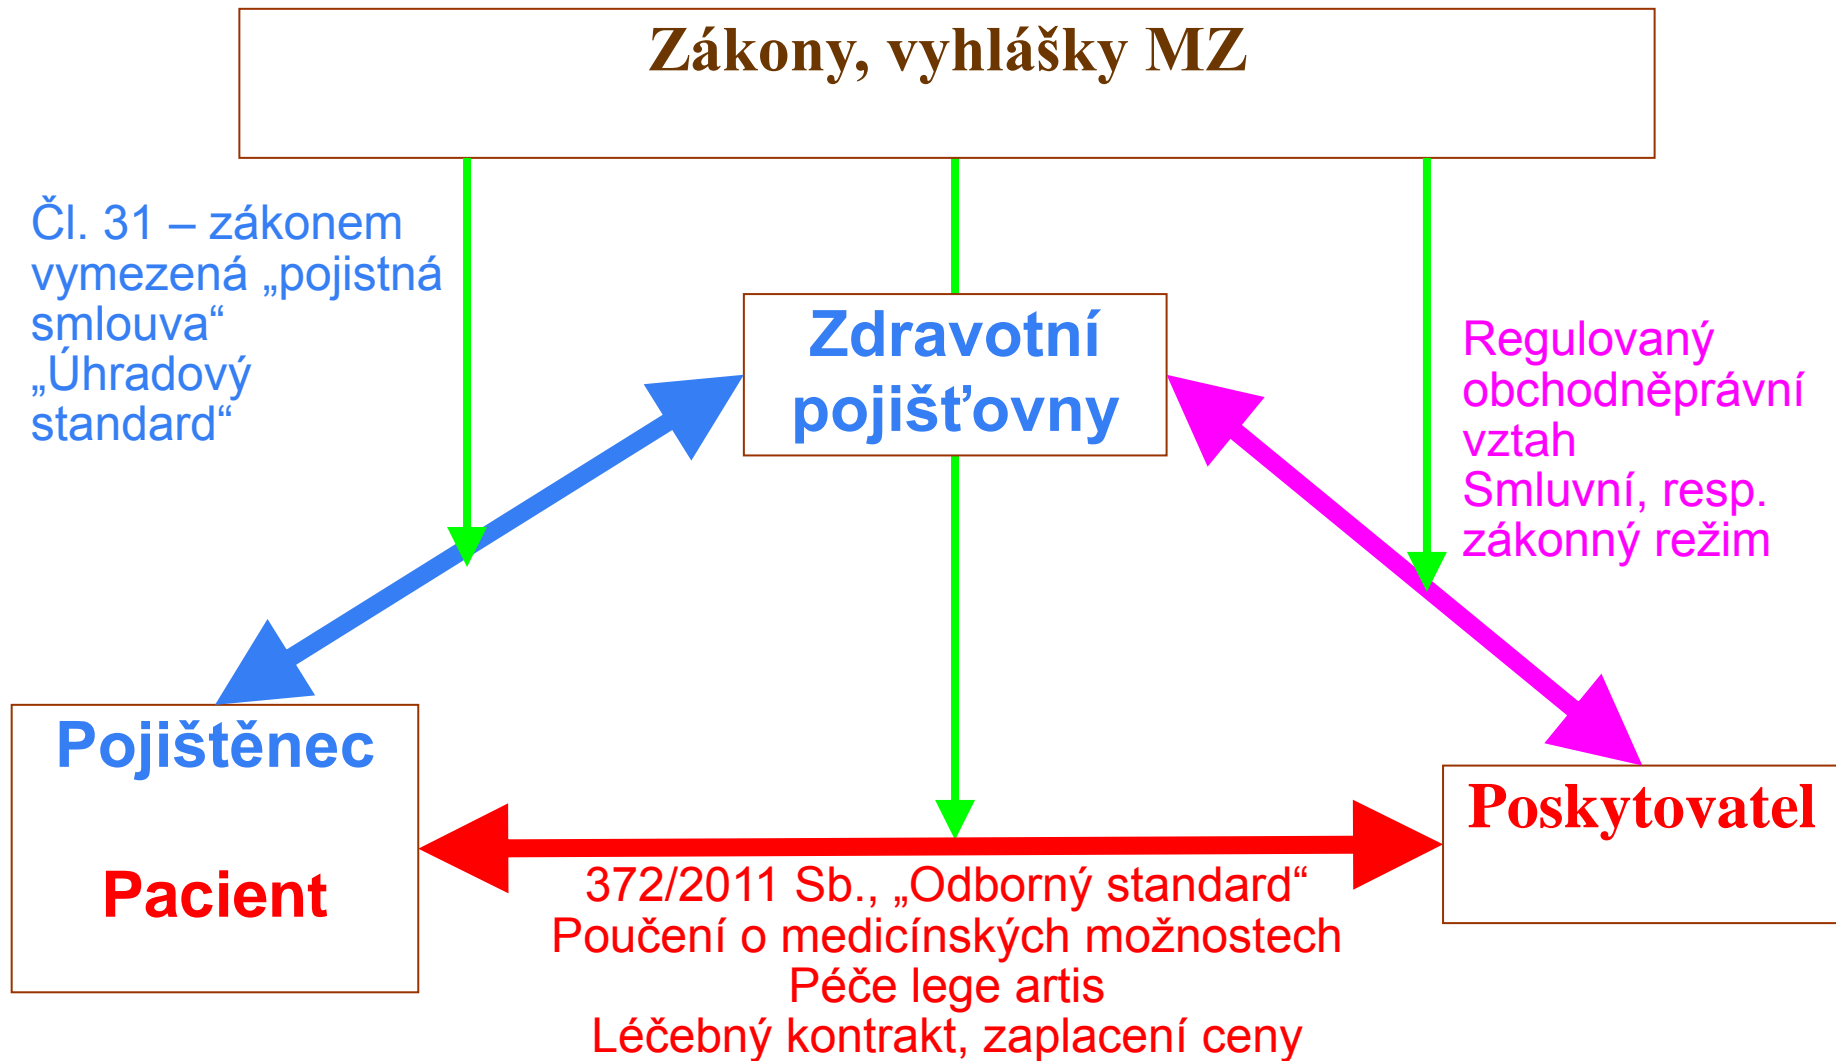 Zákony, vyhlášky MZ
Čl. 31 – zákonem
vymezená „pojistná
smlouva“
„Úhradový
standard“
Zdravotní
pojišťovny
Regulovaný
obchodněprávní
vztah
Smluvní, resp.
zákonný režim
Pojištěnec
Pacient
Poskytovatel
372/2011 Sb., „Odborný standard“
Poučení o medicínských možnostech
Péče lege artis
Léčebný kontrakt, zaplacení ceny